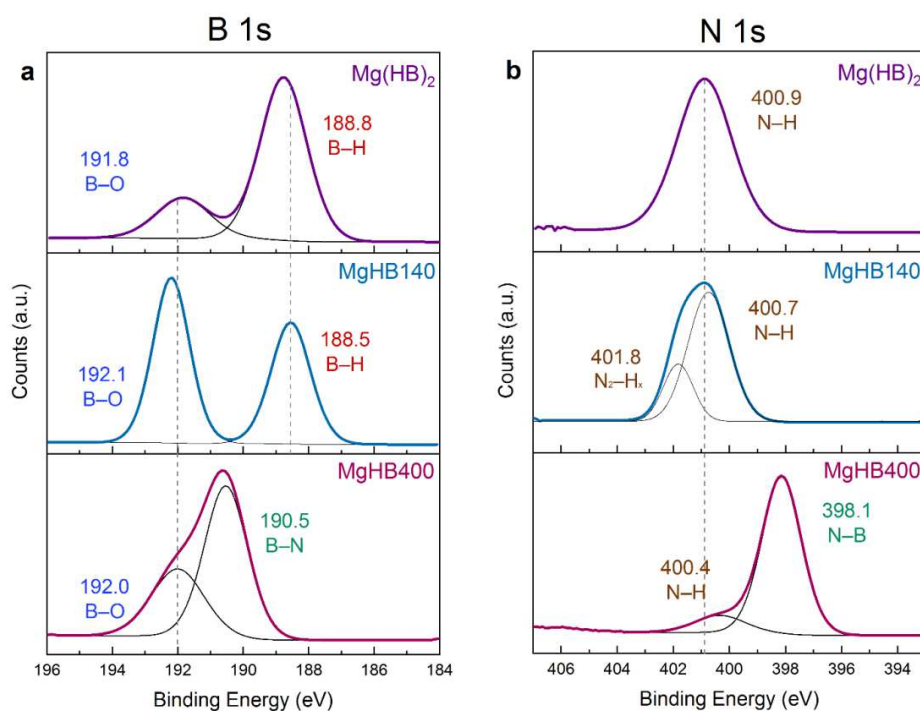 B 1s
a
Mg(HB)₂
191.8
B–O
188.8
B–H
MgHB140
192.1
B–O
188.5
B–H
MgHB400
192.0
B–O
190.5
B–N
196 194 192 190 188 186 184
Binding Energy (eV)
Counts (a.u.)
N 1s
b
Mg(HB)₂
400.9
N–H
MgHB140
401.8
N₂–Hₓ
400.7
N–H
MgHB400
400.4
N–H
398.1
N–B
406 404 402 400 398 396 394
Binding Energy (eV)
Counts (a.u.)